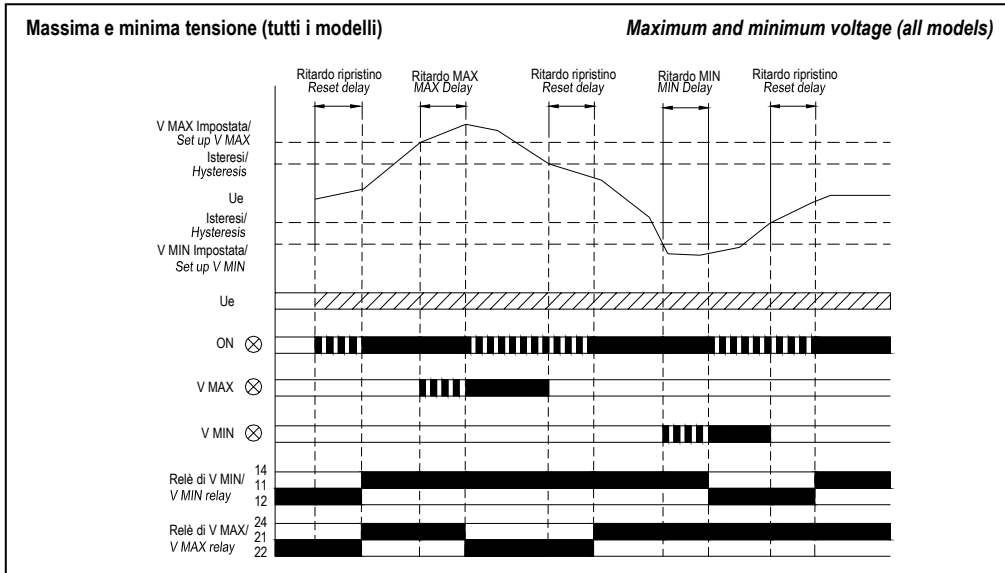 Massima e minima tensione (tutti i modelli)
Maximum and minimum voltage (all models)
Ritardo ripristino
Reset delay
Ritardo MAX
MAX Delay
Ritardo ripristino
Reset delay
Ritardo MIN
MIN Delay
Ritardo ripristino
Reset delay
V MAX Impostata/
Set up V MAX
Isteresi/
Hysteresis
Ue
Isteresi/
Hysteresis
V MIN Impostata/
Set up V MIN
Ue
ON
V MAX
V MIN
Relè di V MIN/
V MIN relay
14
11
12
Relè di V MAX/
V MAX relay
24
21
22